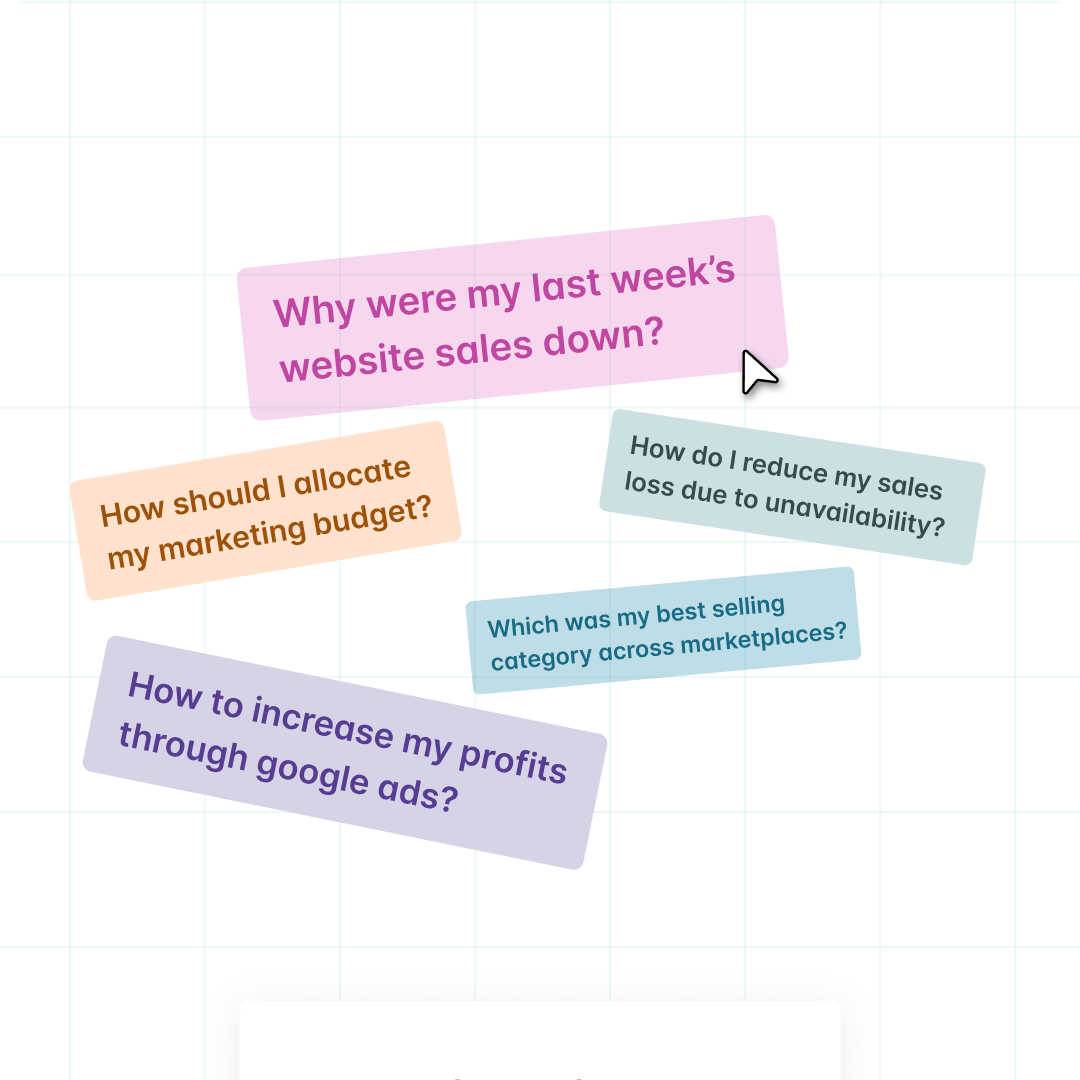 Why were my last week’s
website sales down?
How should I allocate
my marketing budget?
How do I reduce my sales
loss due to unavailability?
Which was my best selling
category across marketplaces?
How to increase my profits
through google ads?